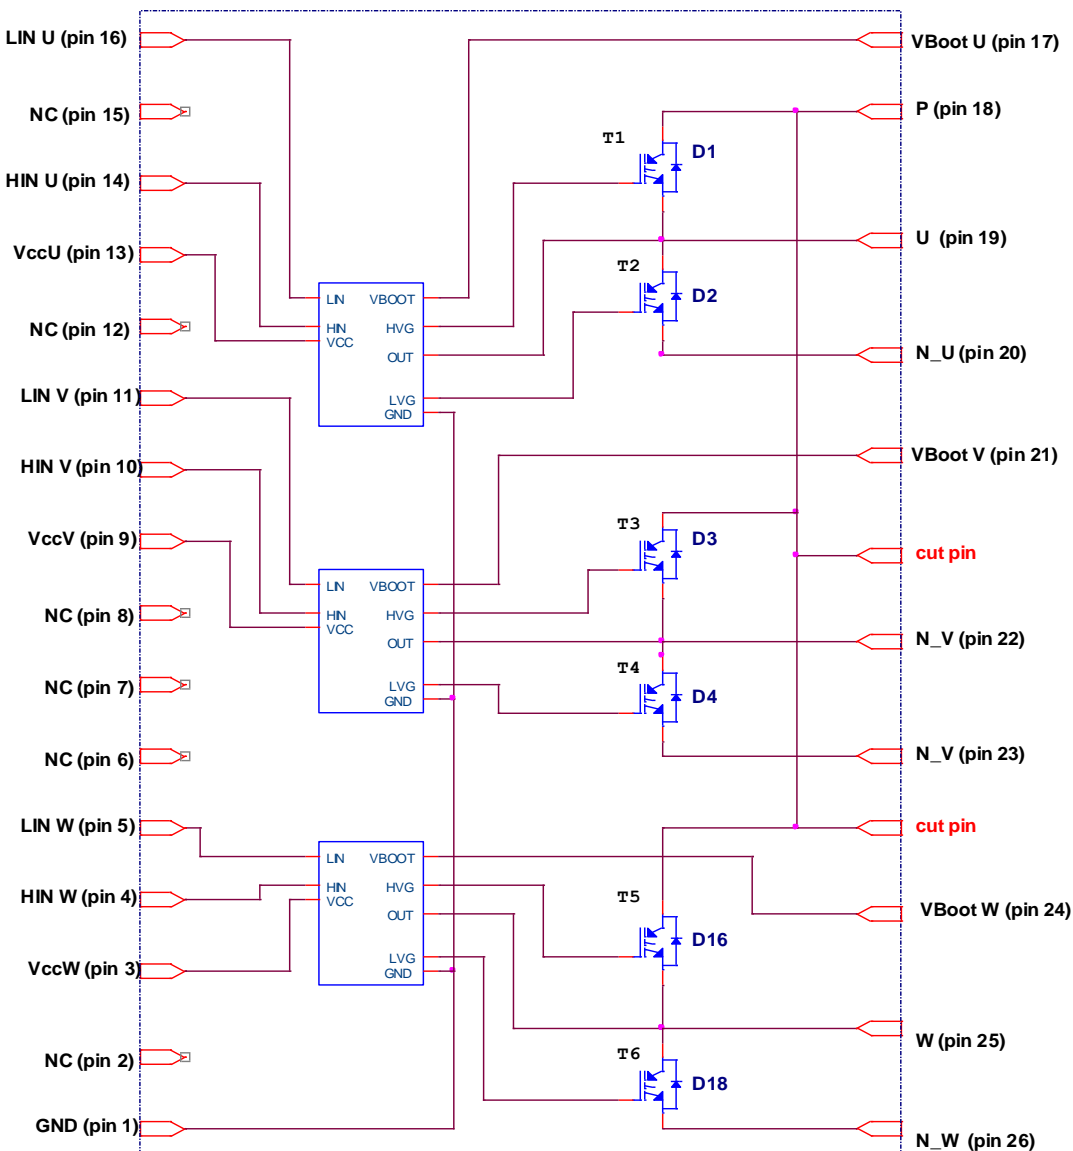 LIN U (pin 16)
NC (pin 15)
HIN U (pin 14)
VccU (pin 13)
NC (pin 12)
LIN V (pin 11)
HIN V (pin 10)
VccV (pin 9)
NC (pin 8)
NC (pin 7)
NC (pin 6)
LIN W (pin 5)
HIN W (pin 4)
VccW (pin 3)
NC (pin 2)
GND (pin 1)
LIN
HIN
VCC
VBOOT
HVG
OUT
LVG
GND
LIN
HIN
VCC
VBOOT
HVG
OUT
LVG
GND
LIN
HIN
VCC
VBOOT
HVG
OUT
LVG
GND
T1
D1
T2
D2
T3
D3
T4
D4
T5
D16
T6
D18
VBoot U (pin 17)
P (pin 18)
U (pin 19)
N_U (pin 20)
VBoot V (pin 21)
cut pin
N_V (pin 22)
N_V (pin 23)
cut pin
VBoot W (pin 24)
W (pin 25)
N_W (pin 26)